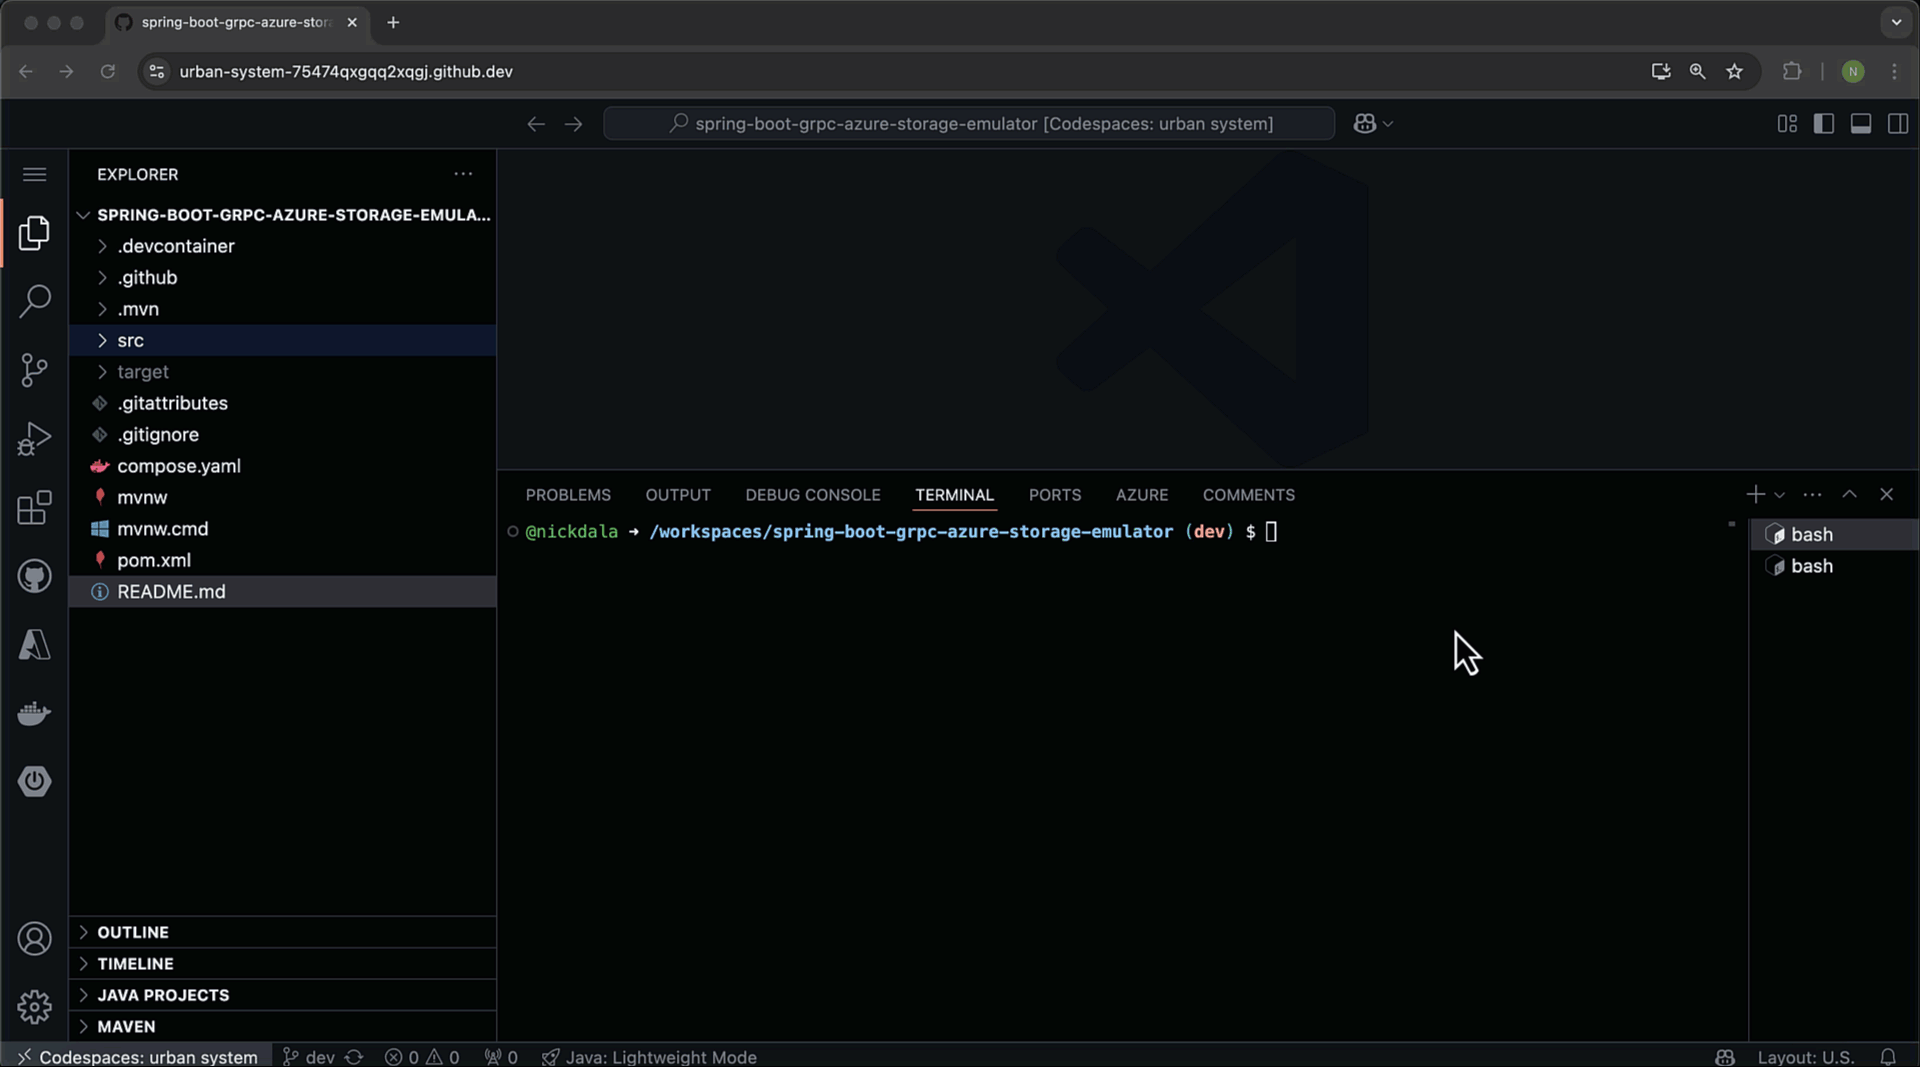 spring-boot-grpc-azure-stora
urban-system-75474qxgqq2xqgj.github.dev
N
spring-boot-grpc-azure-storage-emulator [Codespaces: urban system]
EXPLORER
SPRING-BOOT-GRPC-AZURE-STORAGE-EMULA...
.devcontainer
.github
.mvn
src
target
.gitattributes
.gitignore
compose.yaml
mvnw
mvnw.cmd
pom.xml
README.md
OUTLINE
TIMELINE
JAVA PROJECTS
MAVEN
PROBLEMS OUTPUT DEBUG CONSOLE TERMINAL PORTS AZURE COMMENTS
@nickdala → /workspaces/spring-boot-grpc-azure-storage-emulator (dev) $
bash
bash
Codespaces: urban system dev 0 0 0 Java: Lightweight Mode Layout: U.S.